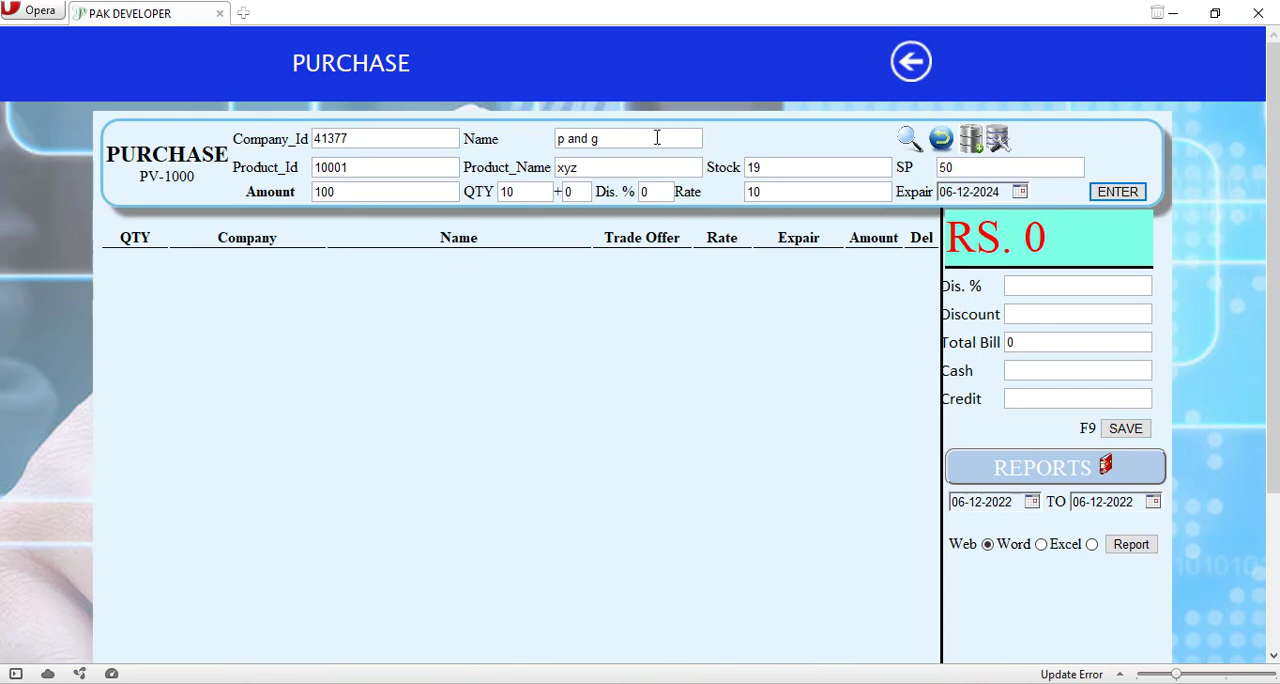 Opera
PAK DEVELOPER
PURCHASE
PURCHASE
PV-1000
Company_Id 41377 Name p and g
Product_Id 10001 Product_Name xyz Stock 19 SP 50
Amount 100 QTY 10 +0 Dis. % 0 Rate 10 Expair 06-12-2024 ENTER
QTY Company Name Trade Offer Rate Expair Amount Del
RS. 0
Dis. %
Discount
Total Bill 0
Cash
Credit
F9 SAVE
REPORTS
06-12-2022 TO 06-12-2022
Web Word Excel Report
101010
Update Error